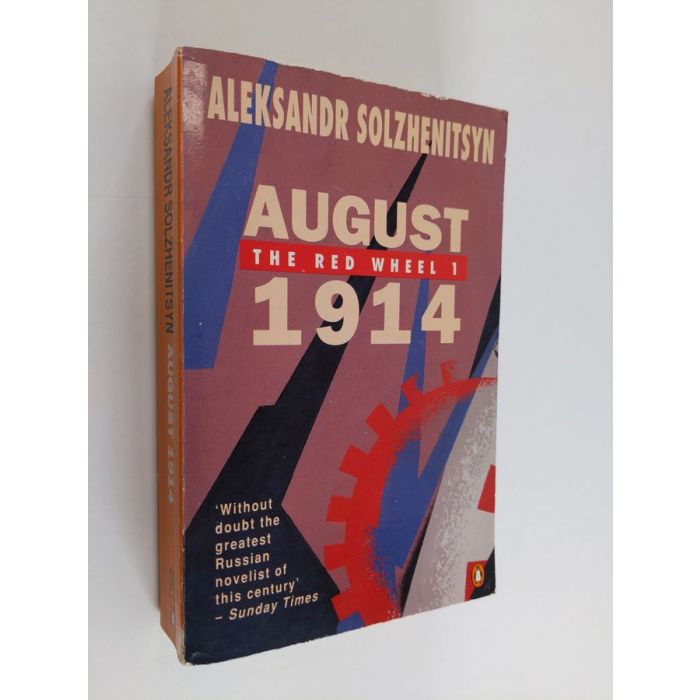 ALEKSANDR SOLZHENITSYN
AUGUST
THE RED WHEEL 1
1914
'Without
doubt the
greatest
Russian
novelist of
this century'
– Sunday Times
ALEKSANDR SOLZHENITSYN AUGUST 1914